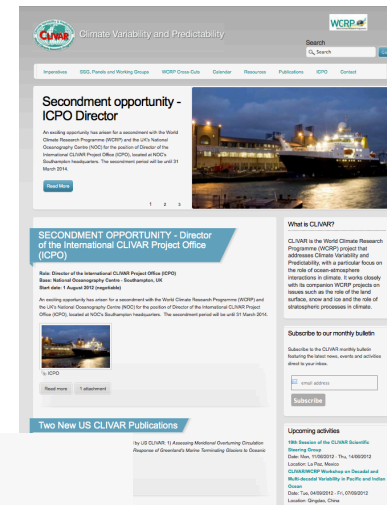 CLIVAR
Climate Variability and Predictability
WCRP
Search
Search
Imperatives SSG, Panels and Working Groups WCRP Cross-Cuts Calendar Resources Publications ICPO Contact
Secondment opportunity -
ICPO Director
An exciting opportunity has arisen for a secondment with the World
Climate Research Programme (WCRP) and the UK's National
Oceanography Centre (NOC) for the position of Director of the
International CLIVAR Project Office (ICPO), located at NOC's
Southampton headquarters. The secondment period will be until 31
March 2014.
Read More
1 2 3
SECONDMENT OPPORTUNITY - Director
of the International CLIVAR Project Office
(ICPO)
Role: Director of the International CLIVAR Project Office (ICPO)
Base: National Oceanography Centre - Southampton, UK
Start date: 1 August 2012 (negotiable)
An exciting opportunity has arisen for a secondment with the World Climate Research Programme (WCRP) and
the UK's National Oceanography Centre (NOC) for the position of Director of the International CLIVAR Project
Office (ICPO), located at NOC's Southampton headquarters. The secondment period will be until 31 March 2014.
ICPO
Read more 1 attachment
Two New US CLIVAR Publications
by US CLIVAR: 1) Assessing Meridional Overturning Circulation
Response of Greenland's Marine Terminating Glaciers to Oceanic
What is CLIVAR?
CLIVAR is the World Climate Research
Programme (WCRP) project that
addresses Climate Variability and
Predictability, with a particular focus on
the role of ocean-atmosphere
interactions in climate. It works closely
with its companion WCRP projects on
issues such as the role of the land
surface, snow and ice and the role of
stratospheric processes in climate.
Subscribe to our monthly bulletin
Subscribe to the CLIVAR monthly bulletin
featuring the latest news, events and activities
direct to your inbox.
email address
Subscribe
Upcoming activities
19th Session of the CLIVAR Scientific
Steering Group
Date: Mon, 11/06/2012 - Thu, 14/06/2012
Location: La Paz, Mexico
CLIVAR/WCRP Workshop on Decadal and
Multi-decadal Variability in Pacific and Indian
Ocean
Date: Tue, 04/09/2012 - Fri, 07/09/2012
Location: Qingdao, China